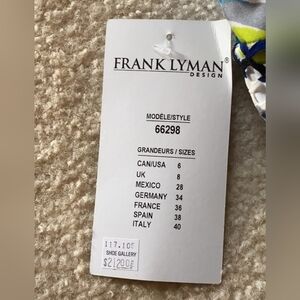 FRANK LYMAN®
DESIGN
MODÈLE/STYLE
66298
GRANDEURS / SIZES
CAN/USA 6
UK 8
MEXICO 28
GERMANY 34
FRANCE 36
SPAIN 38
ITALY 40
SHOE GALLERY